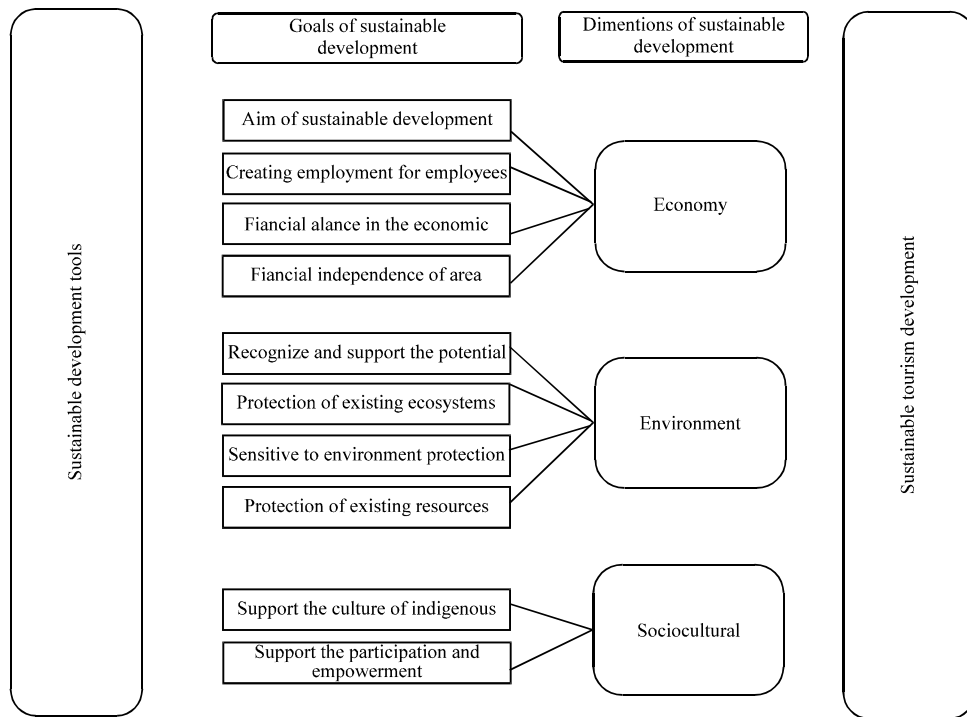 Goals of sustainable
development
Dimentions of sustainable
development
Sustainable development tools
Aim of sustainable development
Creating employment for employees
Fiancial alance in the economic
Fiancial independence of area
Economy
Recognize and support the potential
Protection of existing ecosystems
Sensitive to environment protection
Protection of existing resources
Environment
Support the culture of indigenous
Support the participation and
empowerment
Sociocultural
Sustainable tourism development